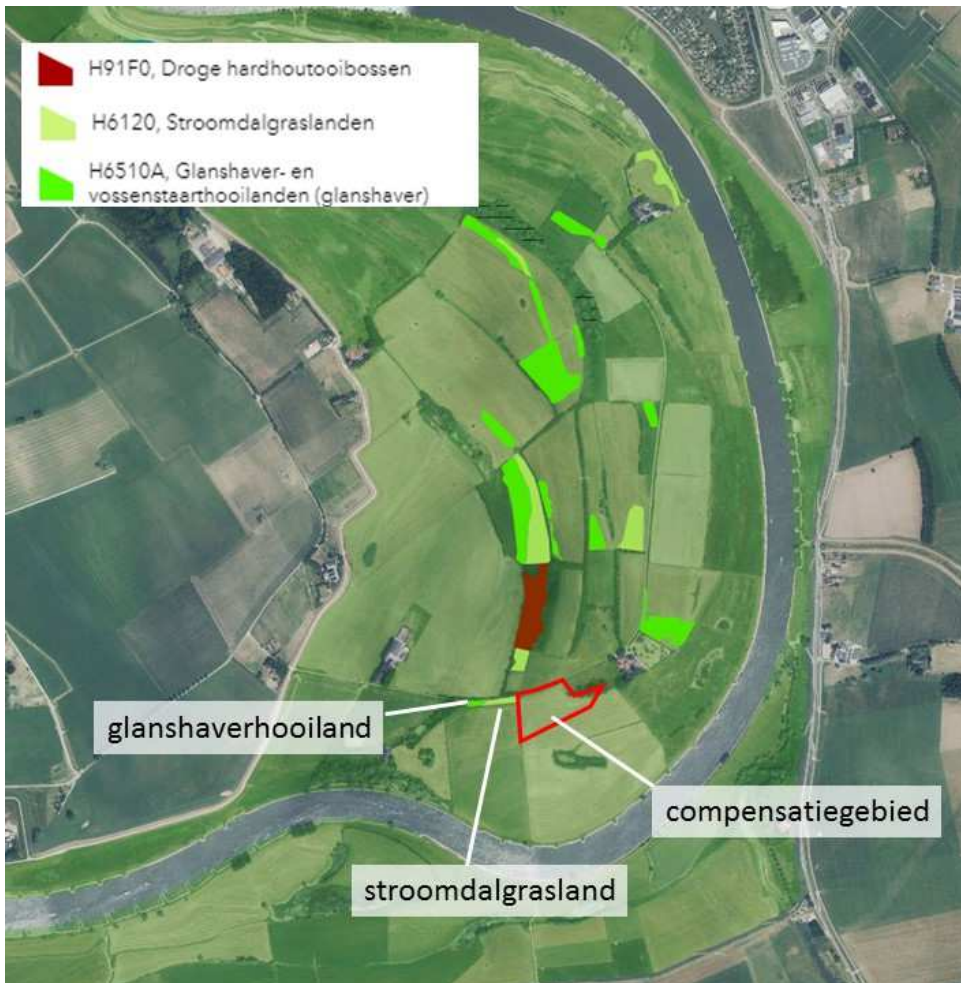 H91F0, Droge hardhoutooibossen
H6120, Stroomdalgraslanden
H6510A, Glanshaver- en
vossenstaarthooilanden (glanshaver)
glanshaverhooiland
compensatiegebied
stroomdalgrasland